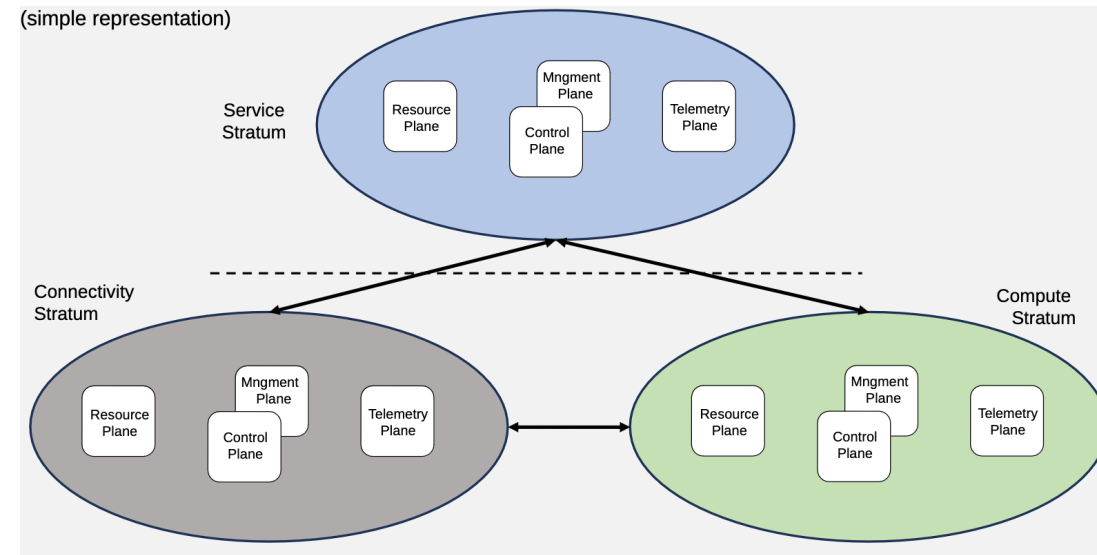 (simple representation)
Service
Stratum
Resource
Plane
Mngment
Plane
Control
Plane
Telemetry
Plane
Connectivity
Stratum
Resource
Plane
Mngment
Plane
Control
Plane
Telemetry
Plane
Compute
Stratum
Resource
Plane
Mngment
Plane
Control
Plane
Telemetry
Plane